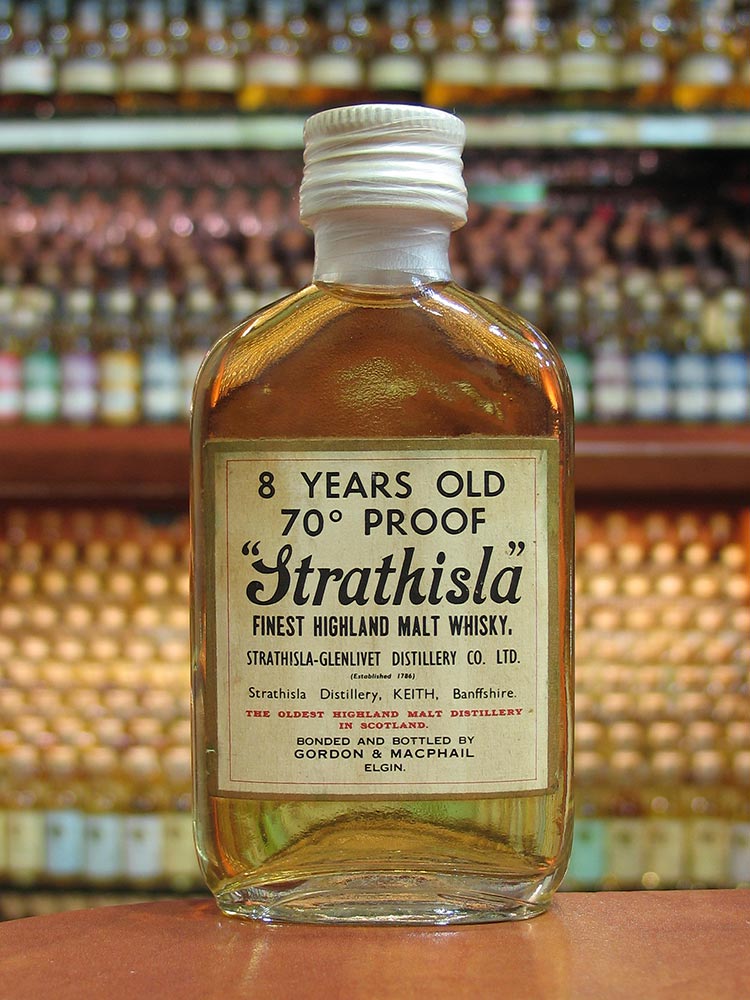 8 YEARS OLD
70° PROOF
"Strathisla"
FINEST HIGHLAND MALT WHISKY.
STRATHISLA-GLENLIVET DISTILLERY CO. LTD.
(Established 1786)
Strathisla Distillery, KEITH, Banffshire.
THE OLDEST HIGHLAND MALT DISTILLERY
IN SCOTLAND.
BONDED AND BOTTLED BY
GORDON & MACPHAIL
ELGIN.